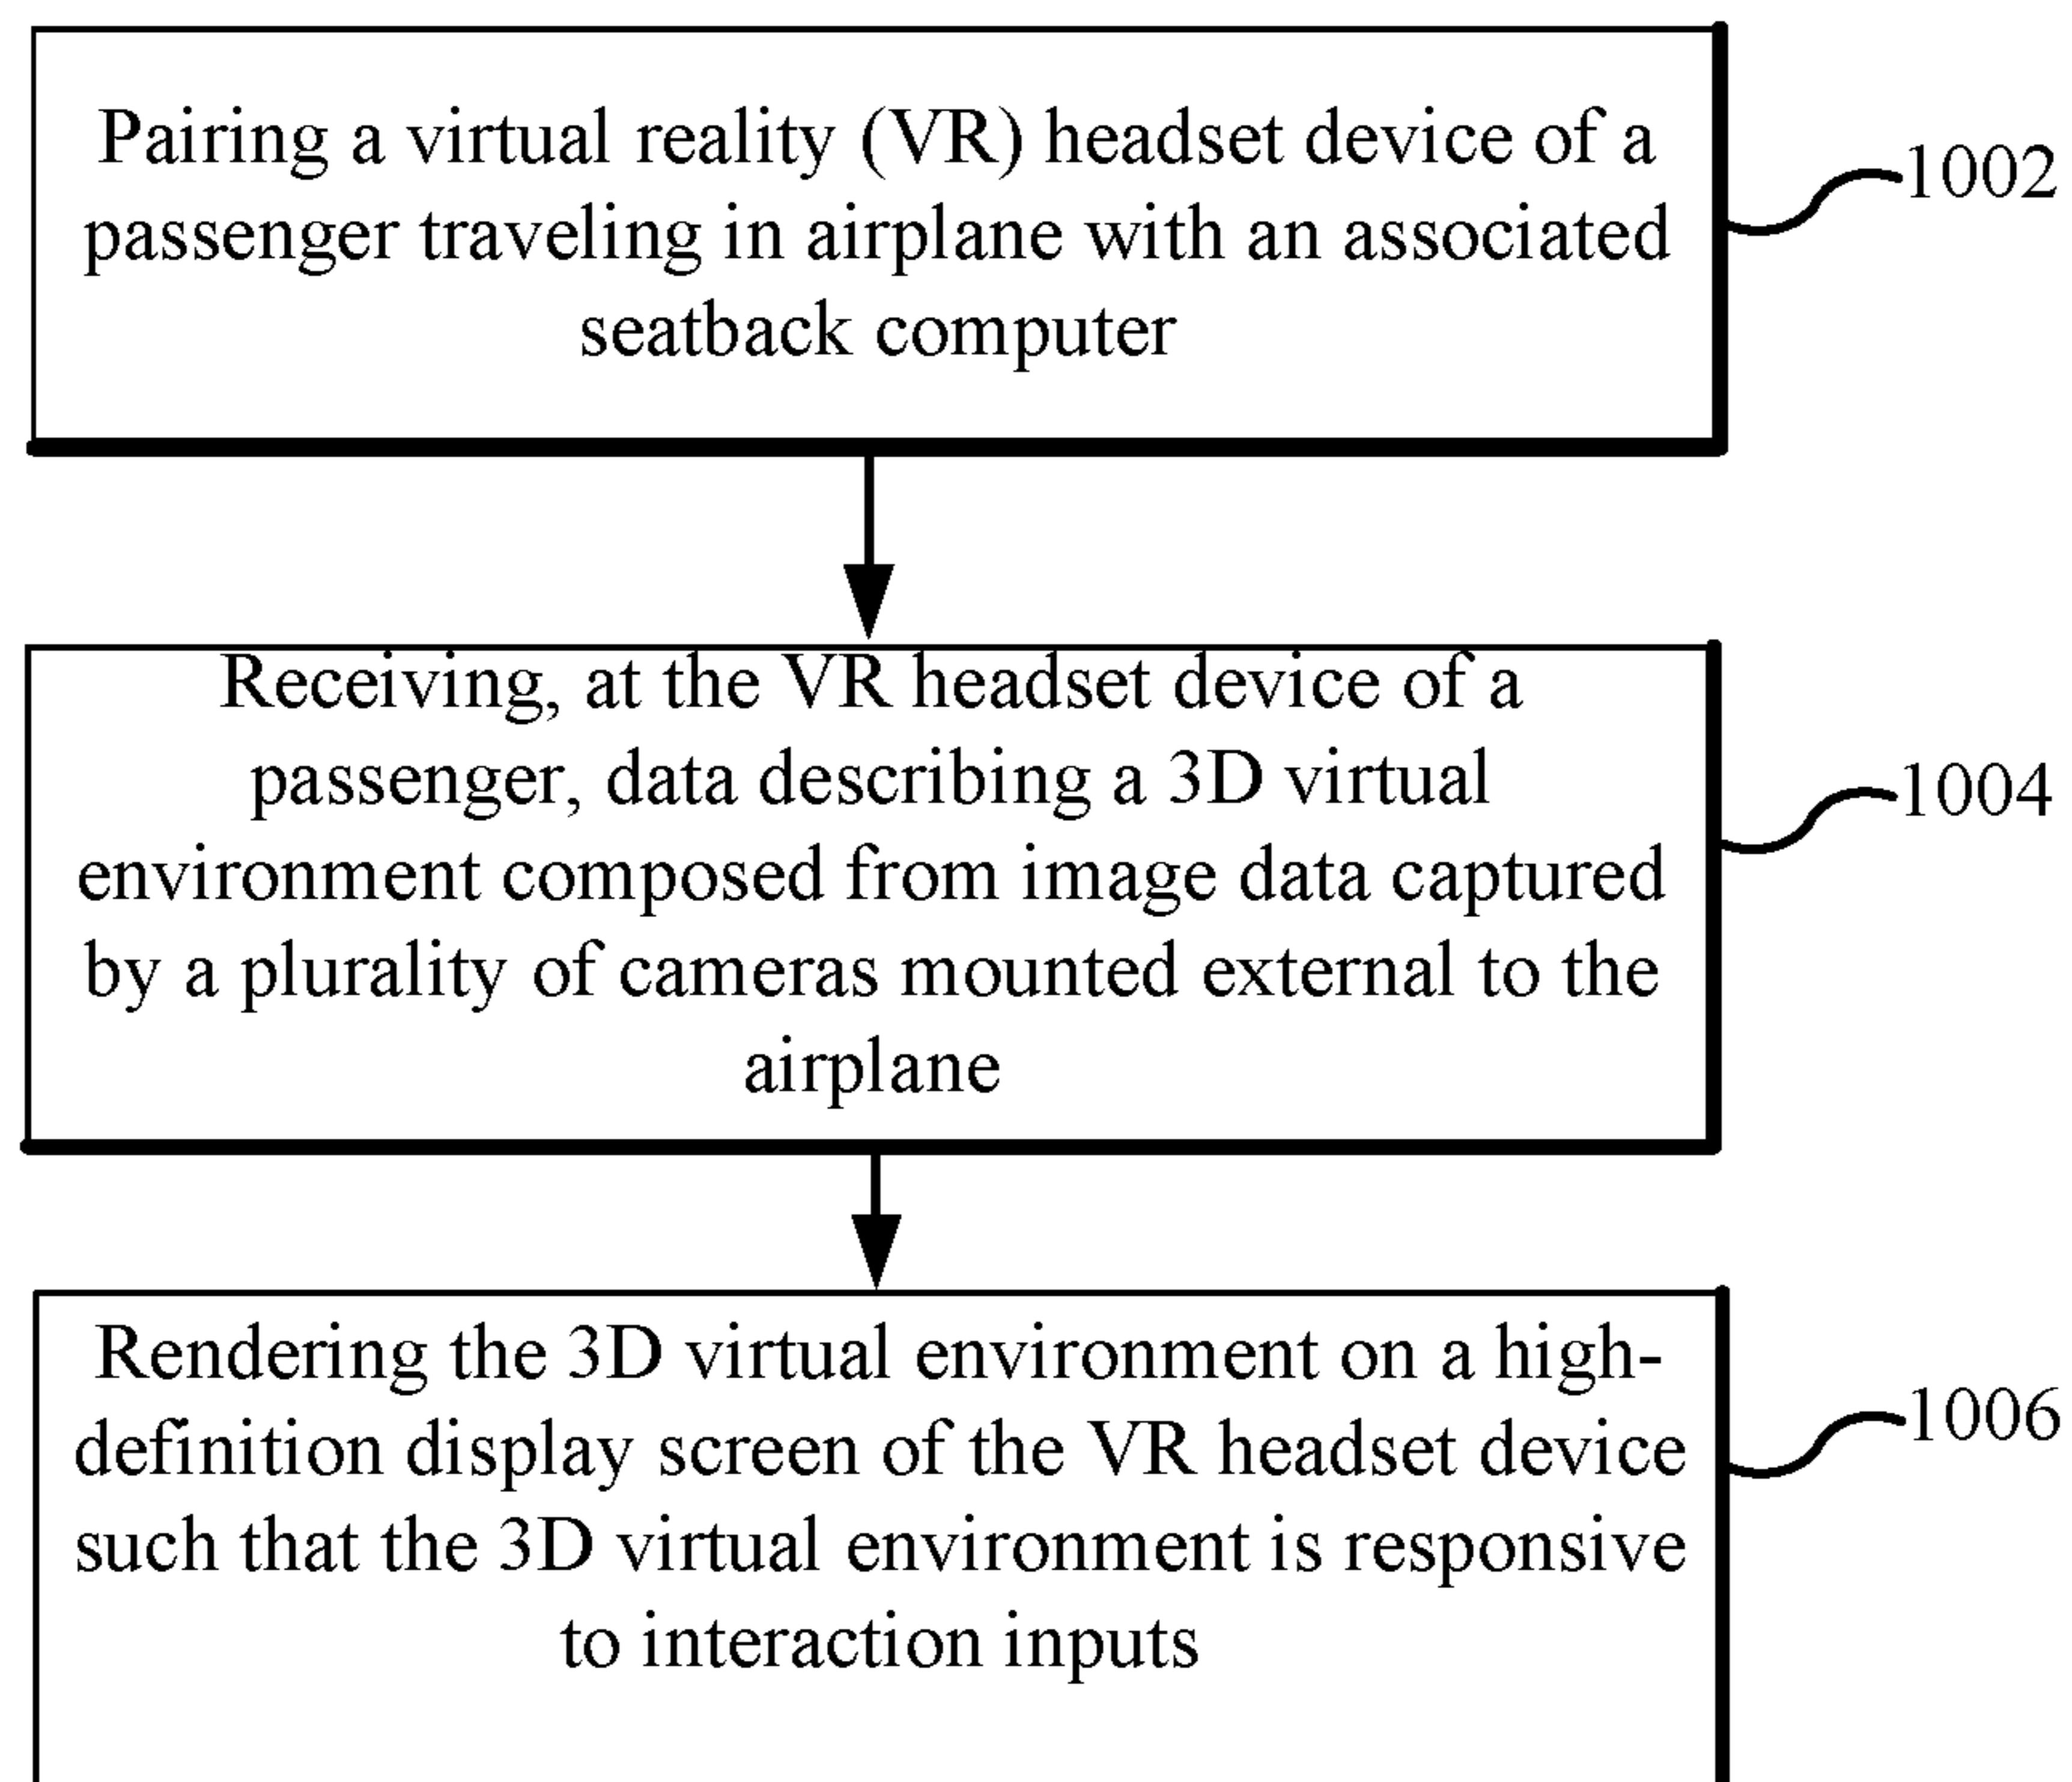 Pairing a virtual reality (VR) headset device of a
passenger traveling in airplane with an associated
seatback computer
1002
Receiving, at the VR headset device of a
passenger, data describing a 3D virtual
environment composed from image data captured
by a plurality of cameras mounted external to the
airplane
1004
Rendering the 3D virtual environment on a high-
definition display screen of the VR headset device
such that the 3D virtual environment is responsive
to interaction inputs
1006